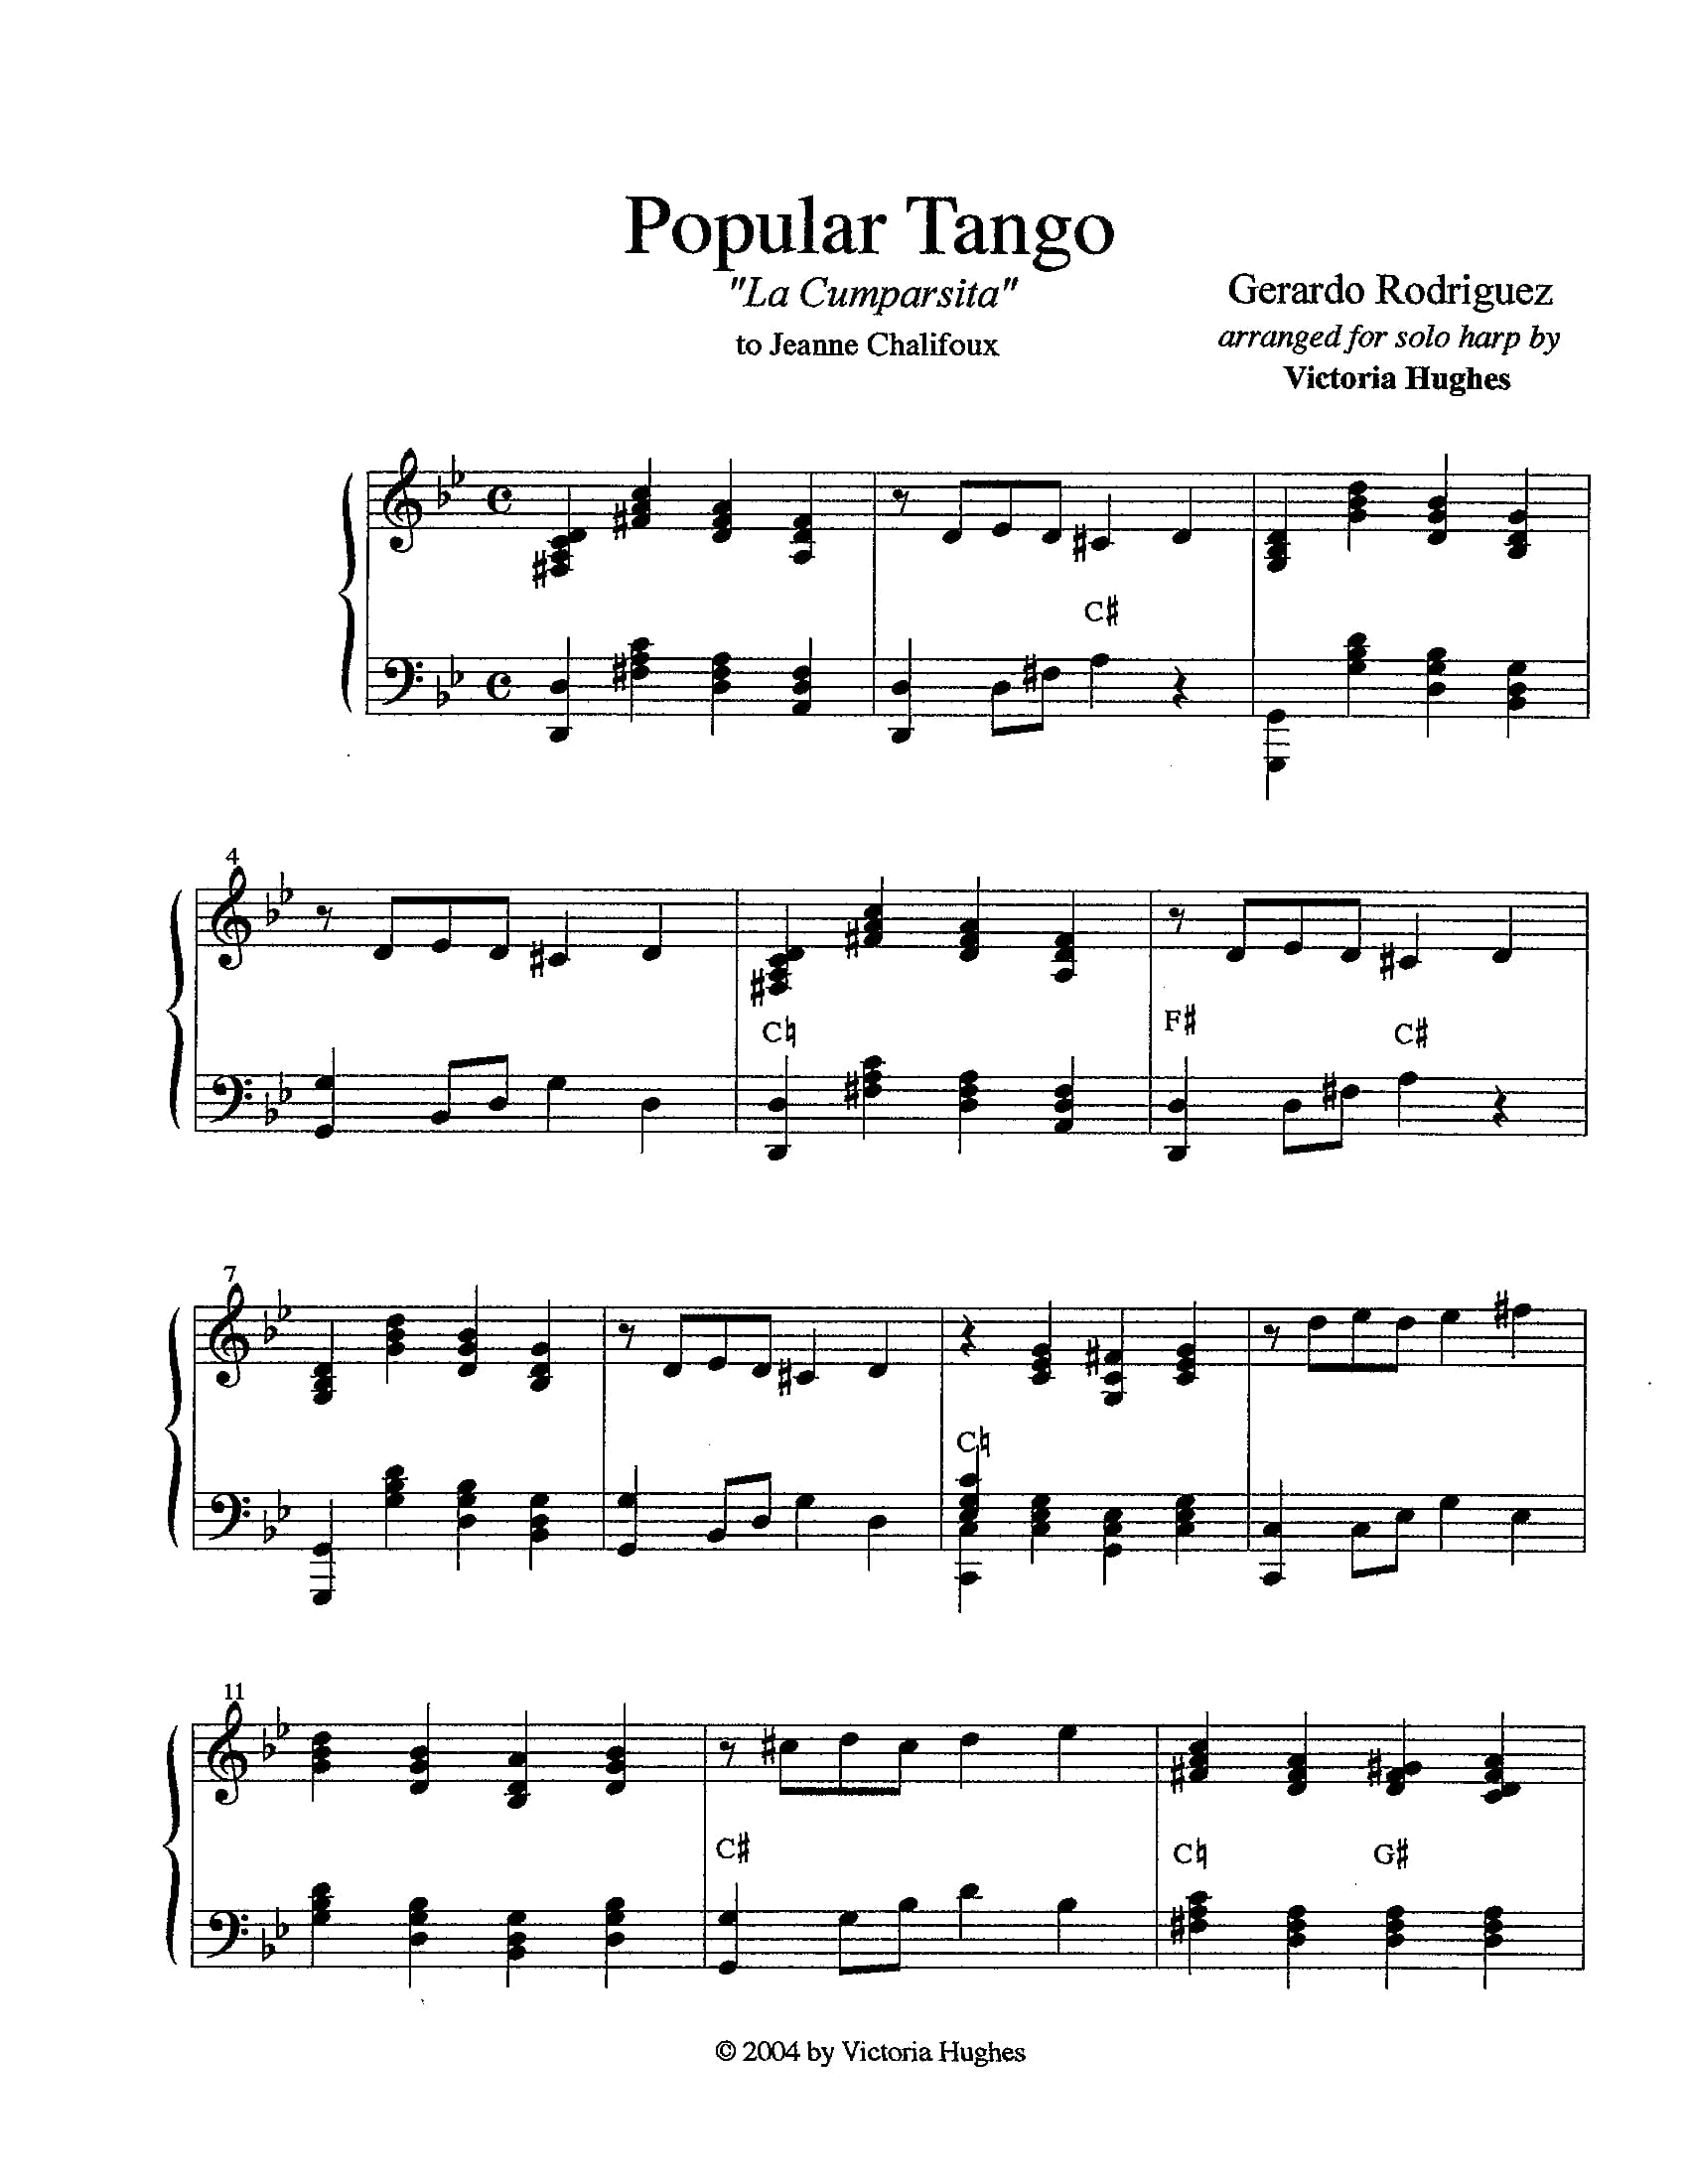 Popular Tango
"La Cumparsita"
to Jeanne Chalifoux
Gerardo Rodriguez
arranged for solo harp by
Victoria Hughes
C♯
4
C♮
F♯
C♯
7
C♮
11
C♯
C♮
G♯
© 2004 by Victoria Hughes